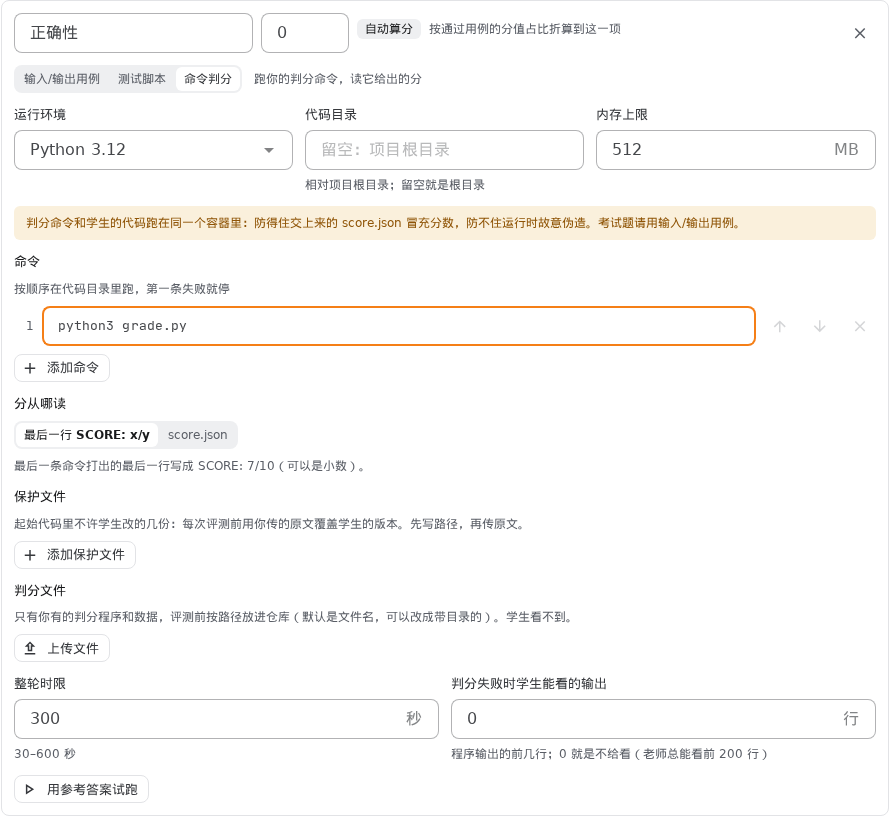 正确性
0
自动算分 按通过用例的分值占比折算到这一项
输入/输出用例 测试脚本 命令判分 跑你的判分命令，读它给出的分
运行环境 代码目录 内存上限
Python 3.12 留空：项目根目录 512 MB
相对项目根目录；留空就是根目录
判分命令和学生的代码跑在同一个容器里：防得住交上来的 score.json 冒充分数，防不住运行时故意伪造。考试题请用输入/输出用例。
命令
按顺序在代码目录里跑，第一条失败就停
1 python3 grade.py
添加命令
分从哪读
最后一行 SCORE: x/y score.json
最后一条命令打出的最后一行写成 SCORE: 7/10（可以是小数）。
保护文件
起始代码里不许学生改的几份：每次评测前用你传的原文覆盖学生的版本。先写路径，再传原文。
添加保护文件
判分文件
只有你有的判分程序和数据，评测前按路径放进仓库（默认是文件名，可以改成带目录的）。学生看不到。
上传文件
整轮时限 判分失败时学生能看的输出
300 秒 0 行
30–600 秒 程序输出的前几行；0 就是不给看（老师总能看前 200 行）
用参考答案试跑